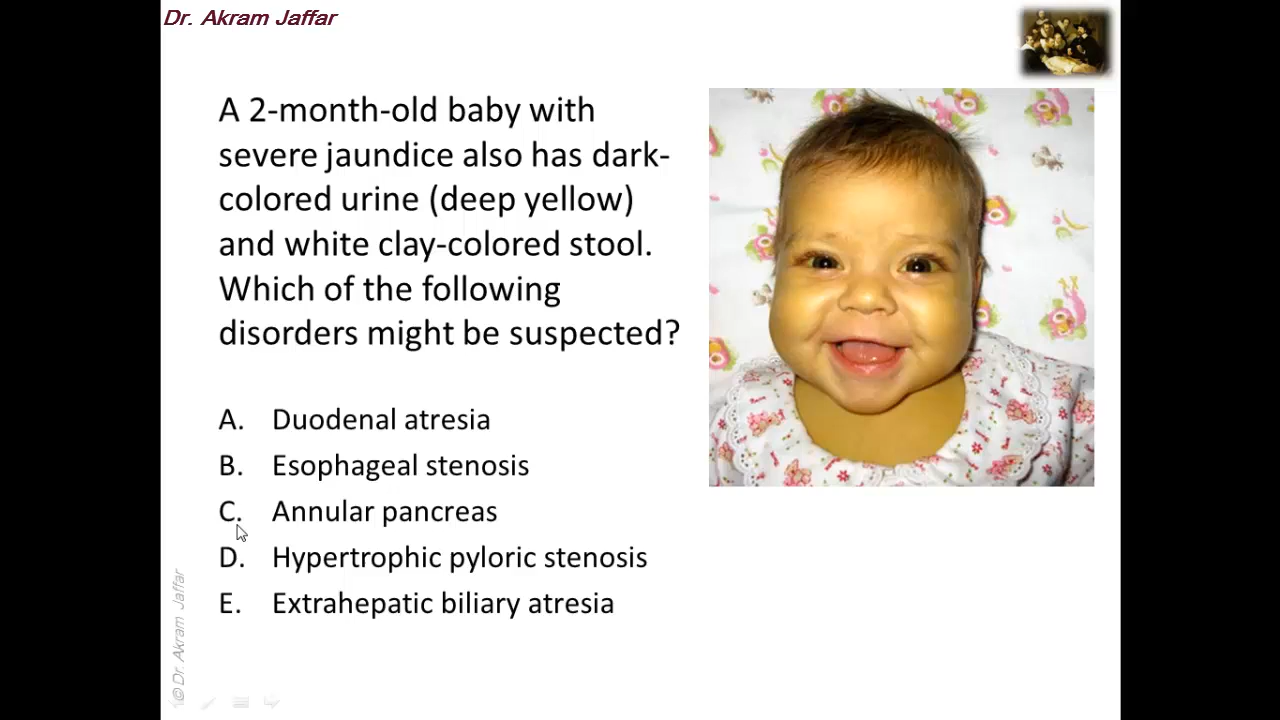 Dr. Akram Jaffar
A 2-month-old baby with
severe jaundice also has dark-
colored urine (deep yellow)
and white clay-colored stool.
Which of the following
disorders might be suspected?
A. Duodenal atresia
B. Esophageal stenosis
C. Annular pancreas
D. Hypertrophic pyloric stenosis
E. Extrahepatic biliary atresia
© Dr. Akram Jaffar